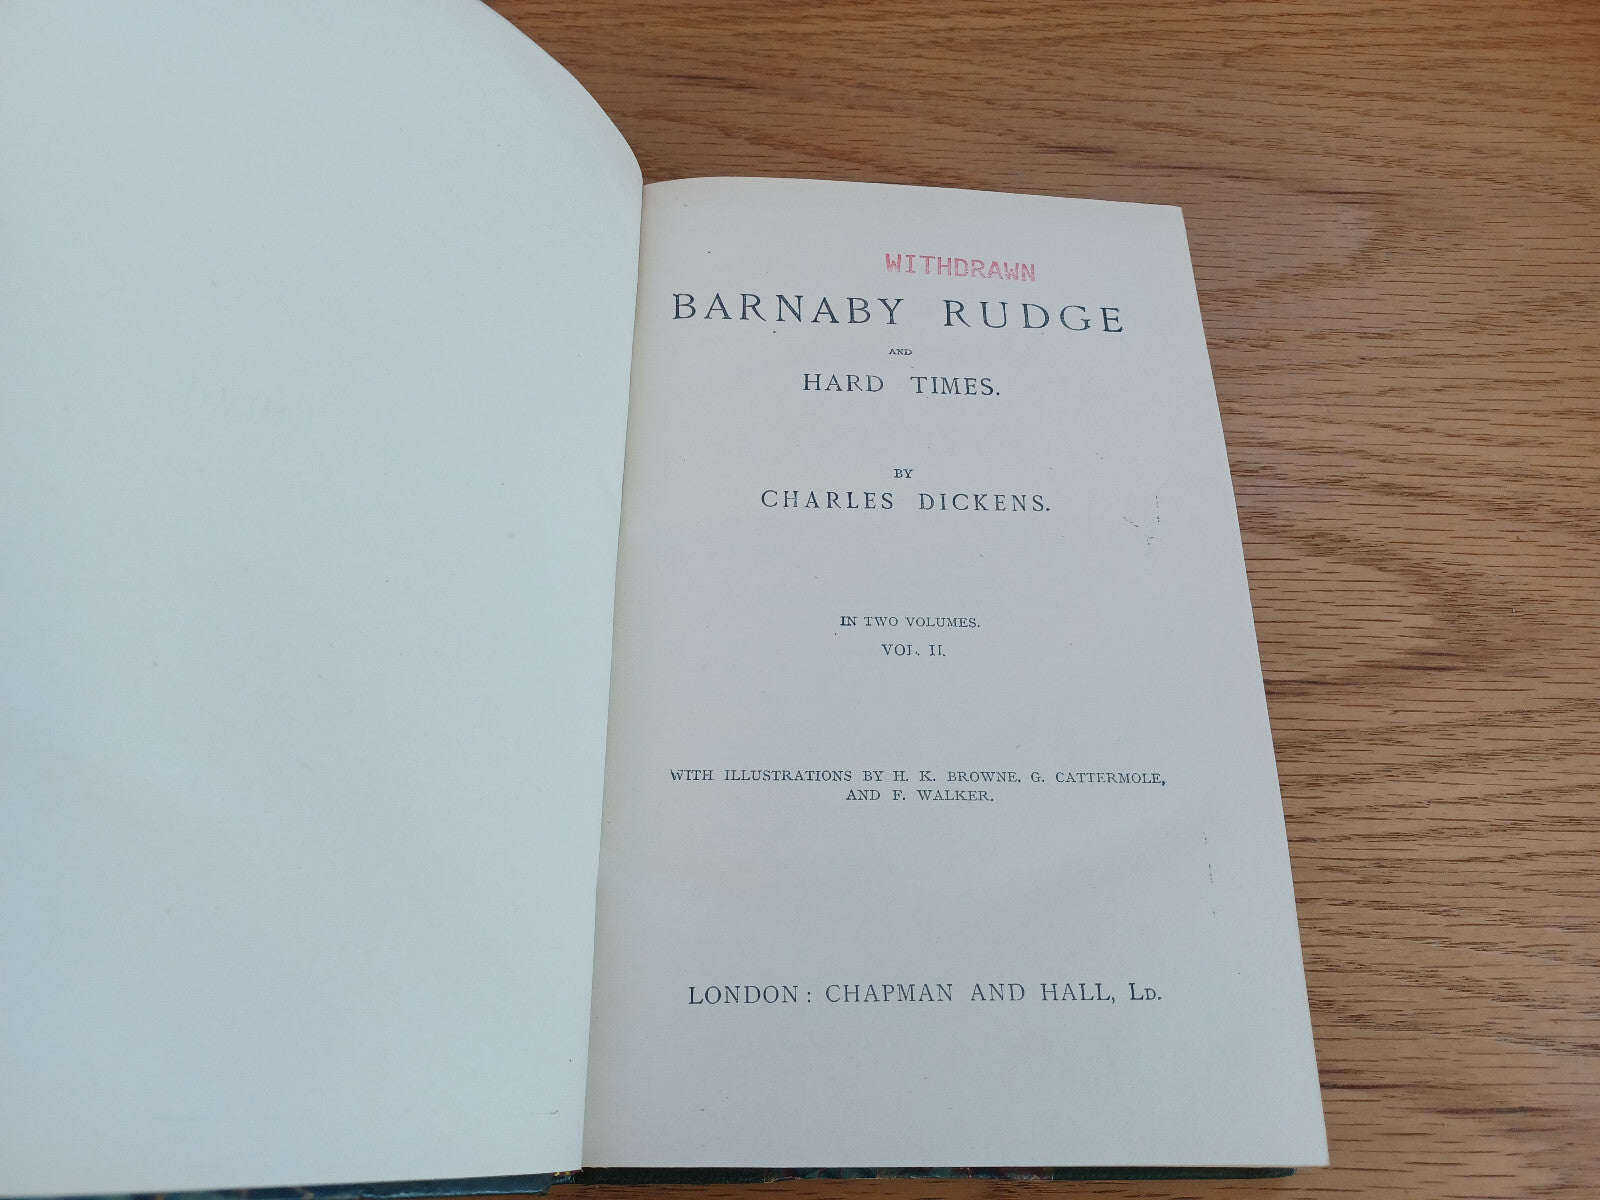 WITHDRAWN
BARNABY RUDGE
AND
HARD TIMES.
BY
CHARLES DICKENS.
IN TWO VOLUMES.
VOL. II.
WITH ILLUSTRATIONS BY H. K. BROWNE, G. CATTERMOLE,
AND F. WALKER.
LONDON: CHAPMAN AND HALL, LD.